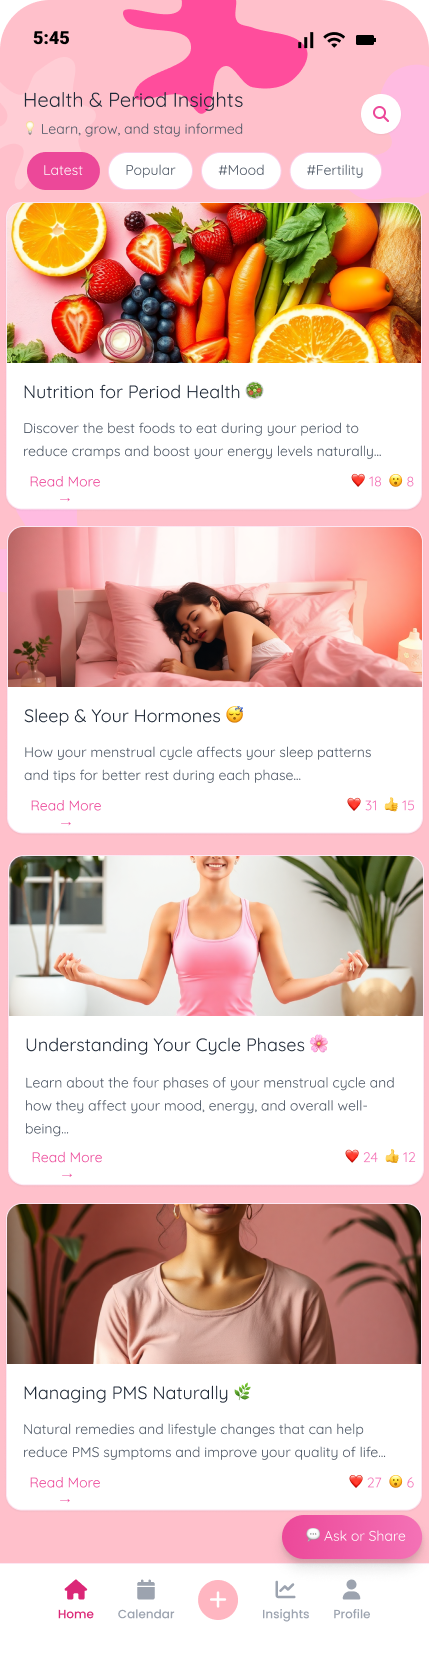 5:45
Health & Period Insights
💡 Learn, grow, and stay informed
Latest Popular #Mood #Fertility
Nutrition for Period Health 🥗
Discover the best foods to eat during your period to
reduce cramps and boost your energy levels naturally...
Read More
→
❤️ 18 😮 8
Sleep & Your Hormones 😴
How your menstrual cycle affects your sleep patterns
and tips for better rest during each phase...
Read More
→
❤️ 31 👍 15
Understanding Your Cycle Phases 🌸
Learn about the four phases of your menstrual cycle and
how they affect your mood, energy, and overall well-
being...
Read More
→
❤️ 24 👍 12
Managing PMS Naturally 🌿
Natural remedies and lifestyle changes that can help
reduce PMS symptoms and improve your quality of life...
Read More
→
❤️ 27 😮 6
💬 Ask or Share
Home Calendar Insights Profile